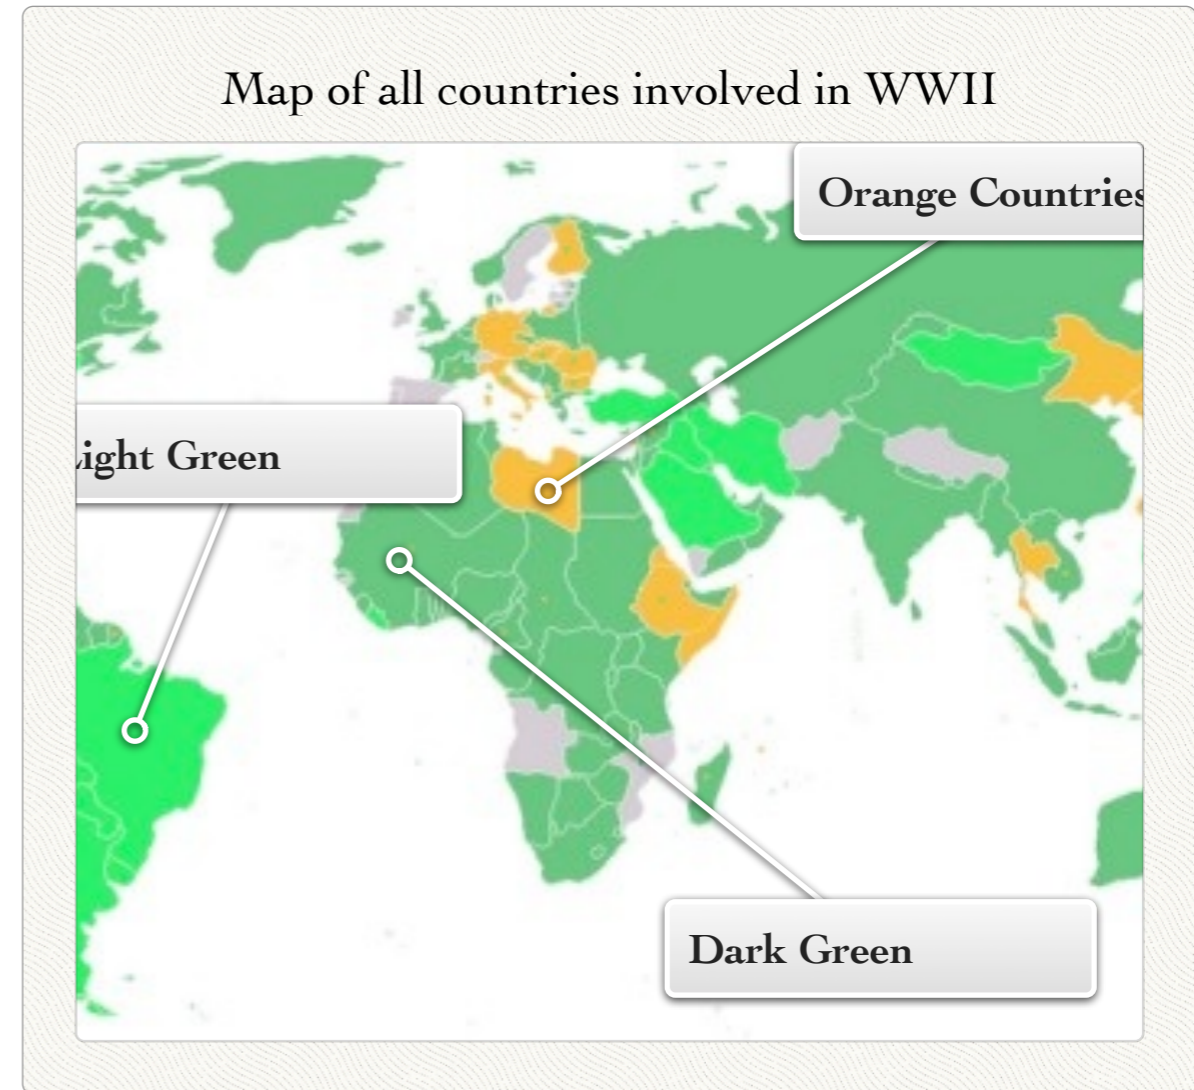 Map of all countries involved in WWII
Orange Countries
ight Green
Dark Green